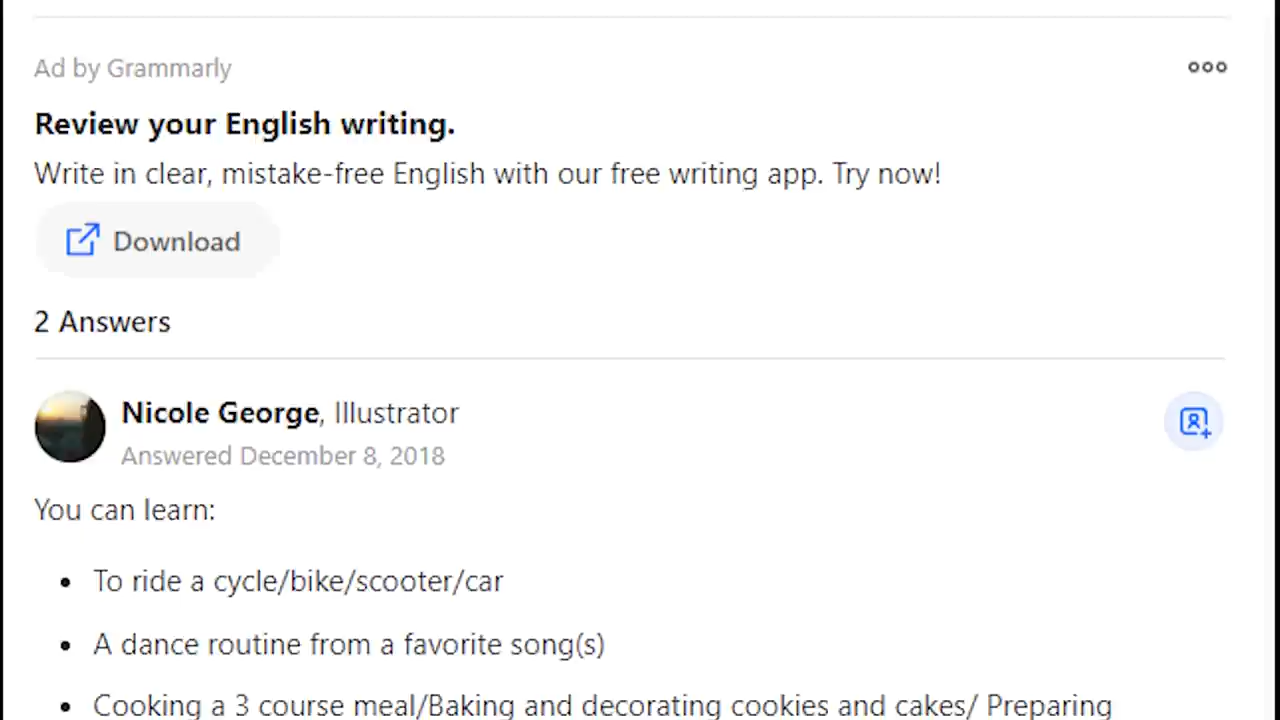 Ad by Grammarly
Review your English writing.
Write in clear, mistake-free English with our free writing app. Try now!
Download
2 Answers
Nicole George, Illustrator
Answered December 8, 2018
You can learn:
• To ride a cycle/bike/scooter/car
• A dance routine from a favorite song(s)
• Cooking a 3 course meal/Baking and decorating cookies and cakes/ Preparing